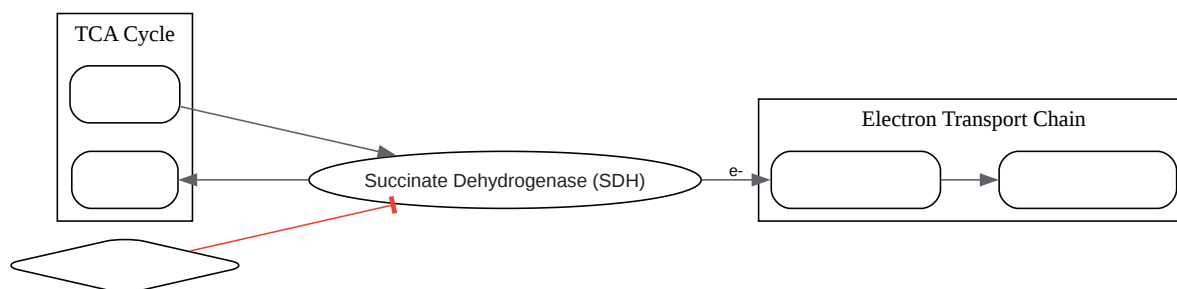 TCA Cycle
Electron Transport Chain
e-
Succinate Dehydrogenase (SDH)